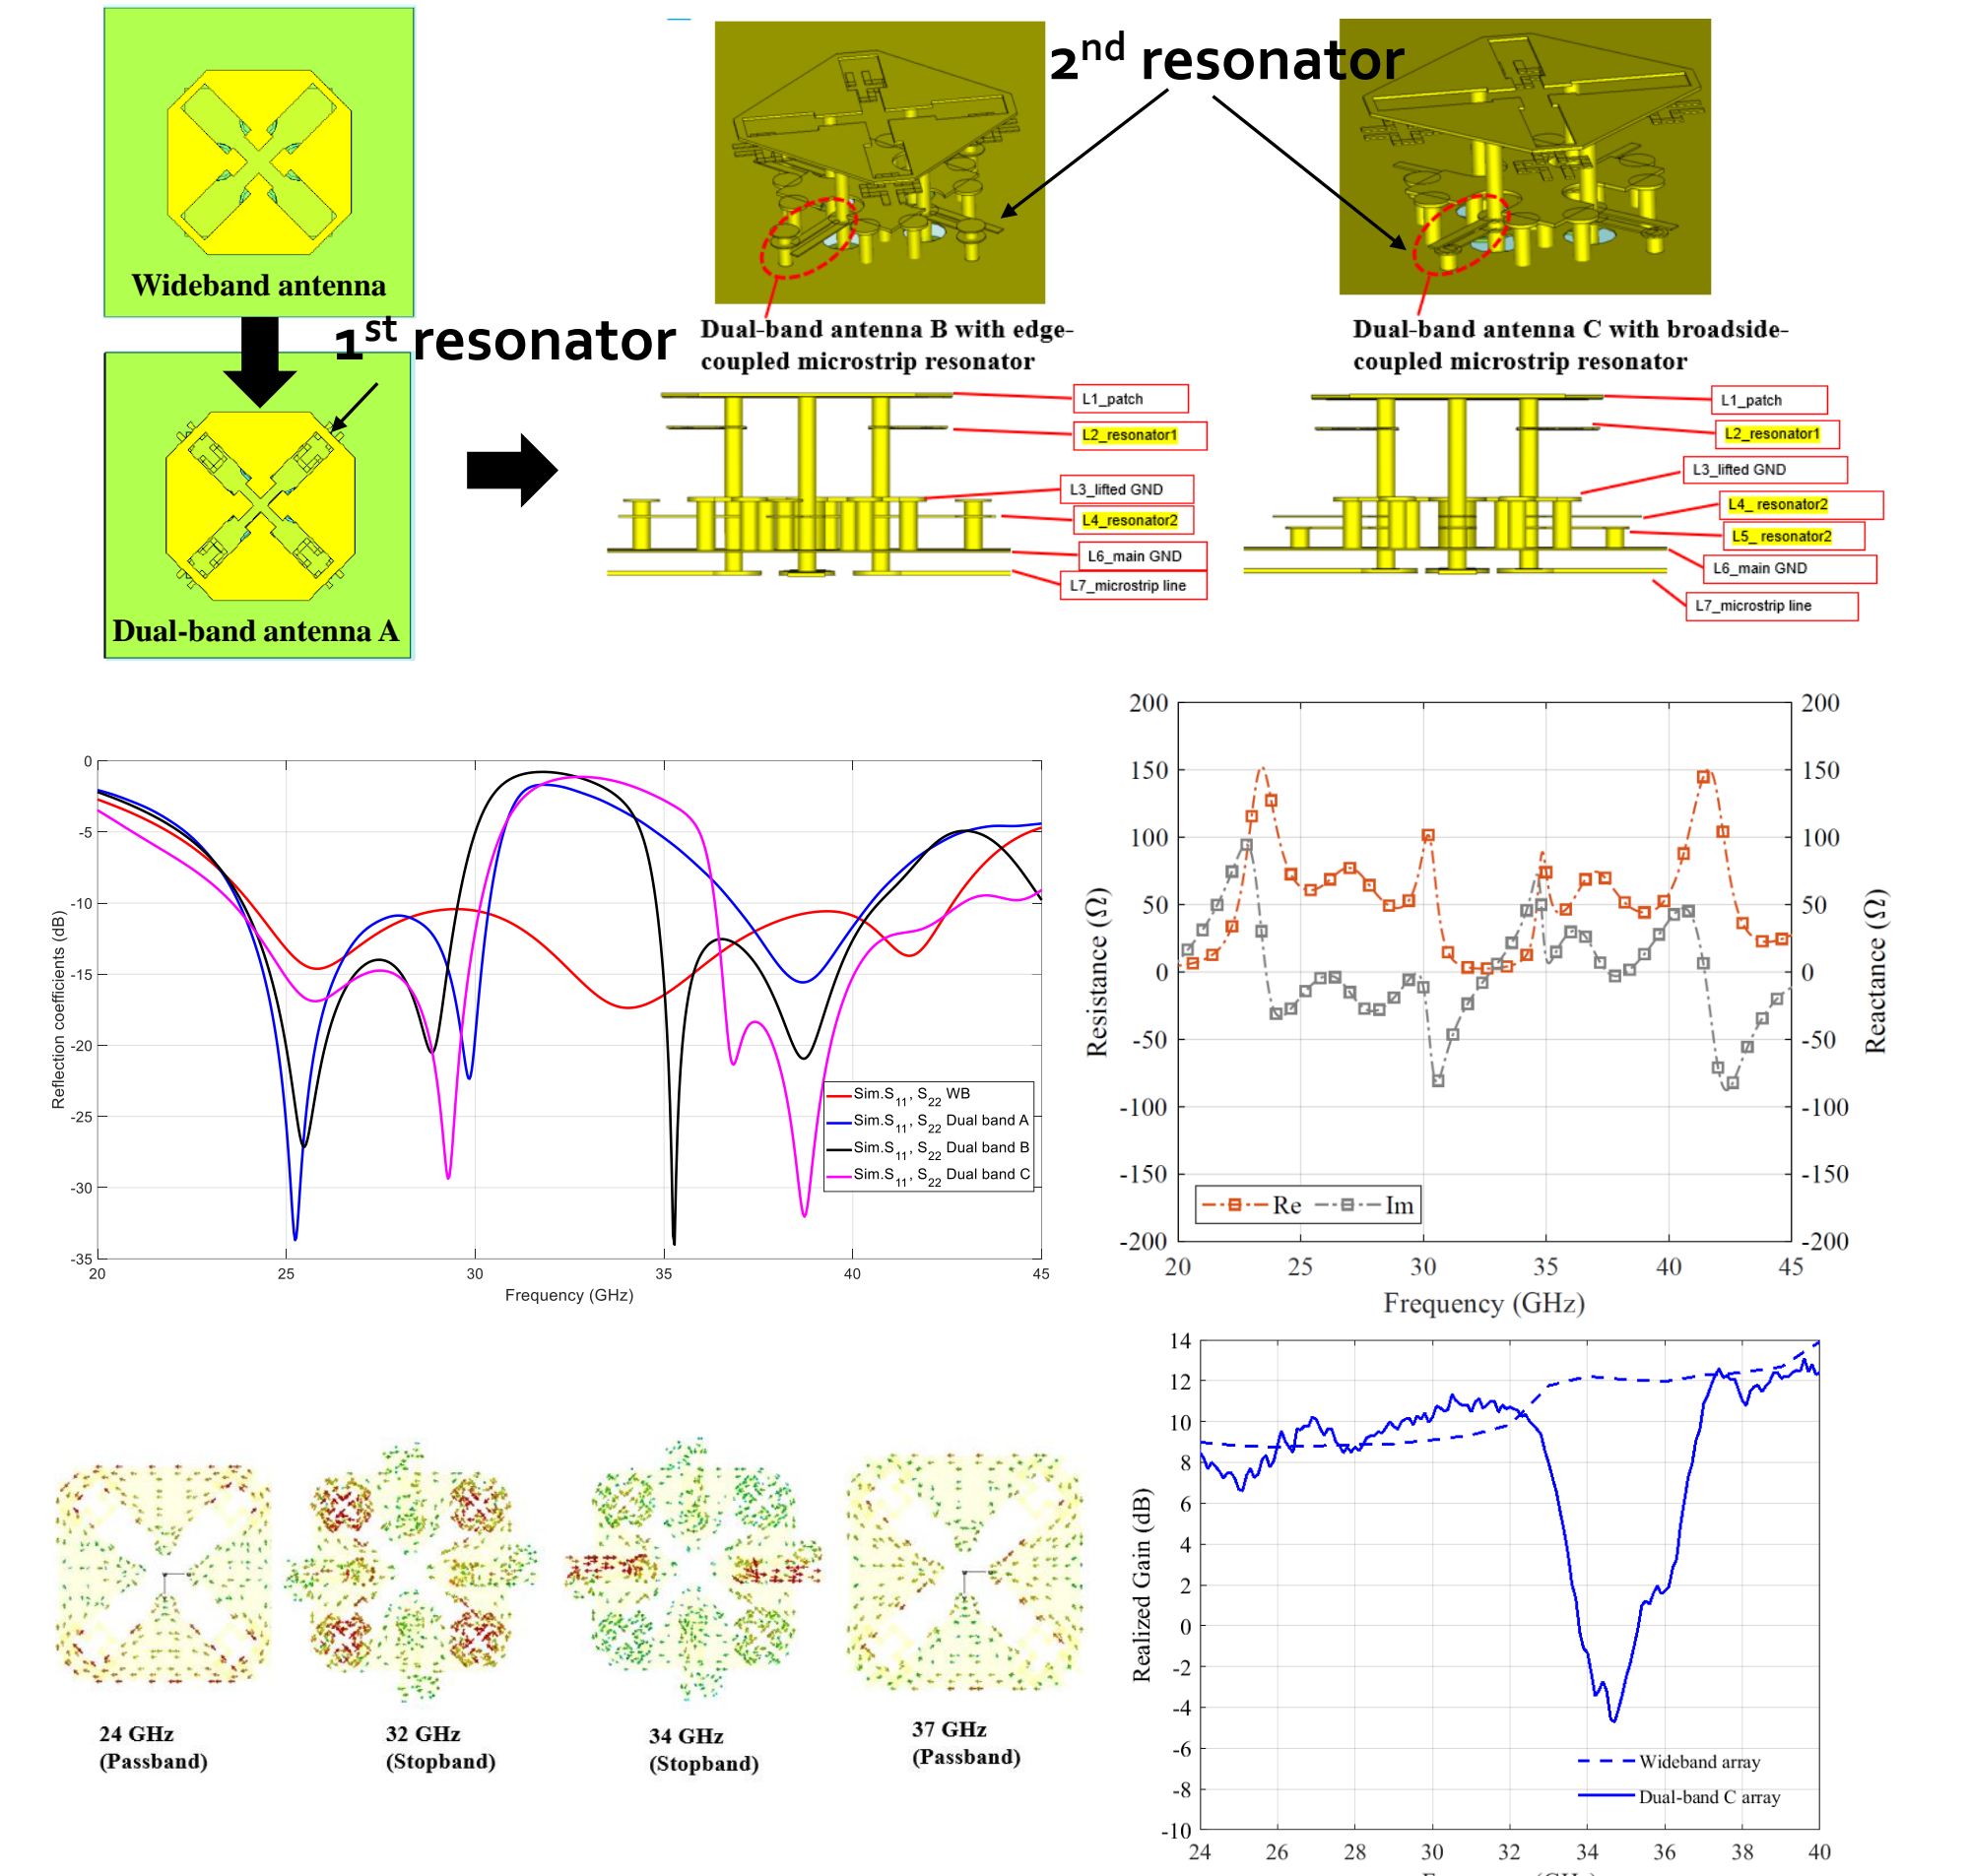 Wideband antenna
1st resonator
Dual-band antenna A
2nd resonator
Dual-band antenna B with edge-
coupled microstrip resonator
L1_patch
L2_resonator1
L3_lifted GND
L4_resonator2
L6_main GND
L7_microstrip line
Dual-band antenna C with broadside-
coupled microstrip resonator
L1_patch
L2_resonator1
L3_lifted GND
L4_ resonator2
L5_ resonator2
L6_main GND
L7_microstrip line
0
-5
-10
-15
-20
-25
-30
-35
20
25
30
35
40
45
Reflection coefficients (dB)
Frequency (GHz)
Sim.S11, S22 WB
Sim.S11, S22 Dual band A
Sim.S11, S22 Dual band B
Sim.S11, S22 Dual band C
200
150
100
50
0
-50
-100
-150
-200
200
150
100
50
0
-50
-100
-150
-200
20
25
30
35
40
45
Resistance (Ω)
Reactance (Ω)
Frequency (GHz)
Re
Im
24 GHz
(Passband)
32 GHz
(Stopband)
34 GHz
(Stopband)
37 GHz
(Passband)
14
12
10
8
6
4
2
0
-2
-4
-6
-8
-10
24
26
28
30
32
34
36
38
40
Realized Gain (dB)
Wideband array
Dual-band C array